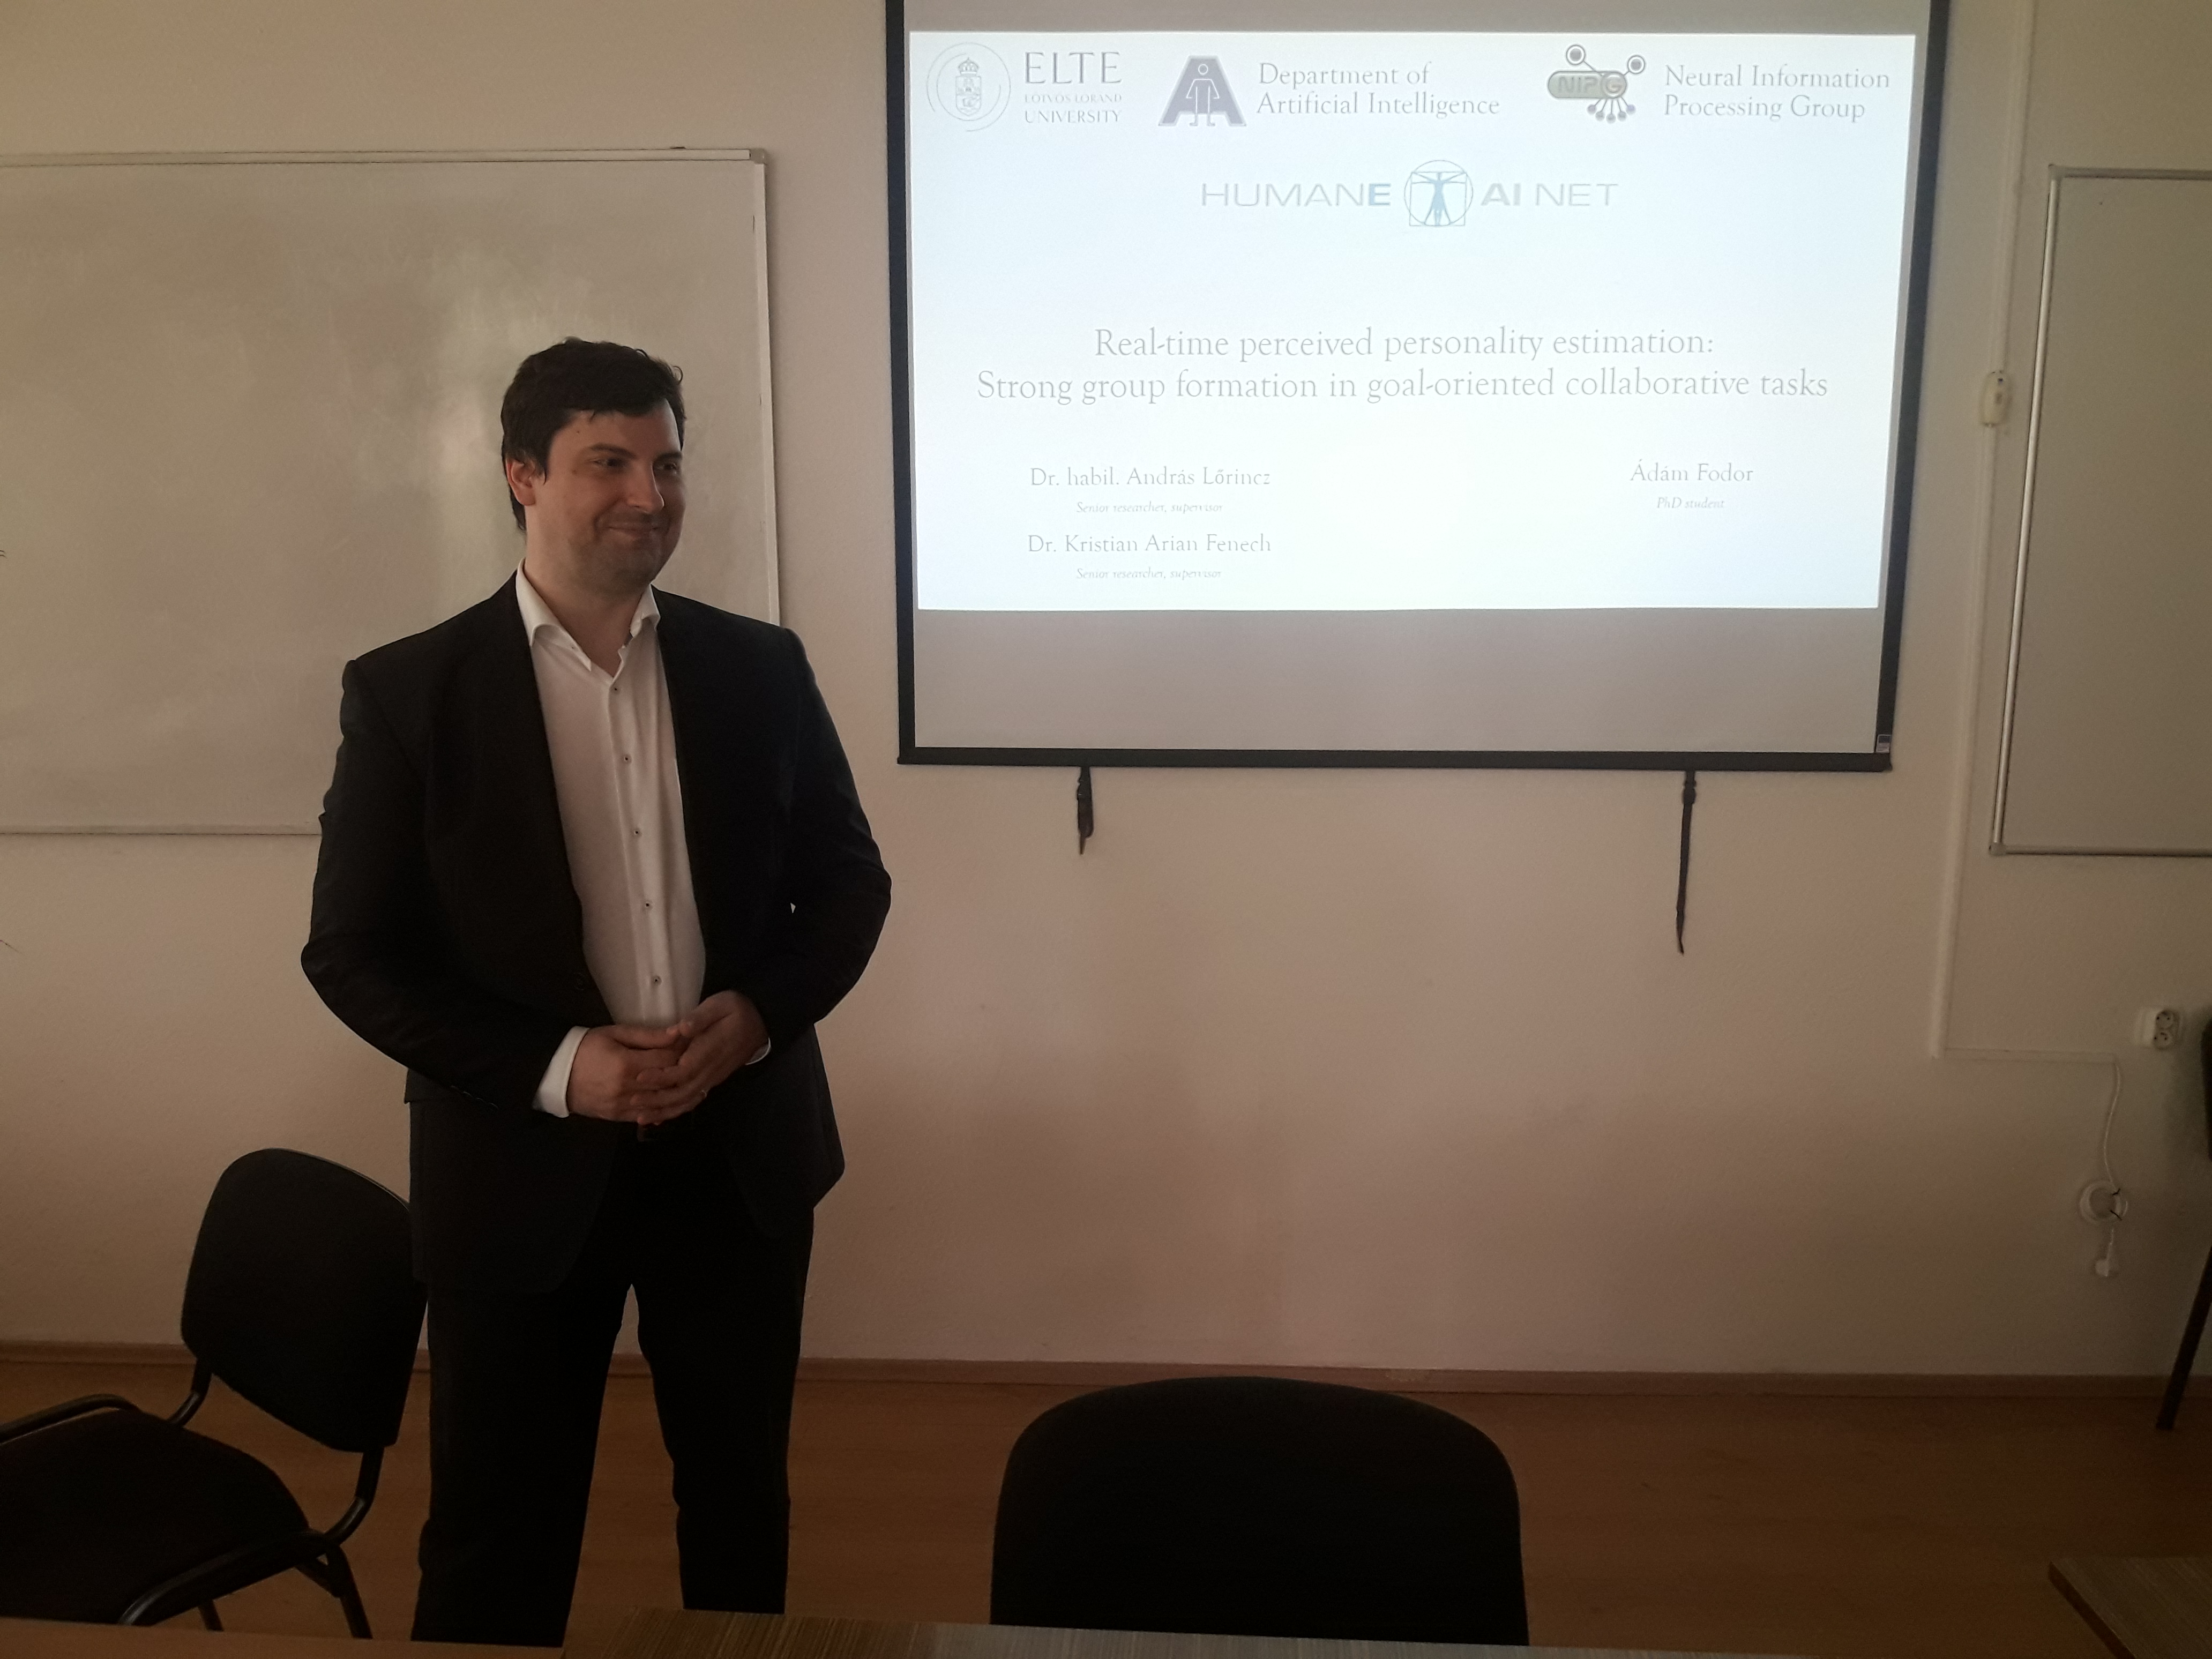 ELTE
EÖTVÖS LORÁND
UNIVERSITY
Department of
Artificial Intelligence
NIPG
Neural Information
Processing Group
HUMANE AI NET
Real-time perceived personality estimation:
Strong group formation in goal-oriented collaborative tasks
Dr. habil. András Lőrincz
Senior researcher, supervisor
Dr. Kristian Arian Fenech
Senior researcher, supervisor
Ádám Fodor
PhD student